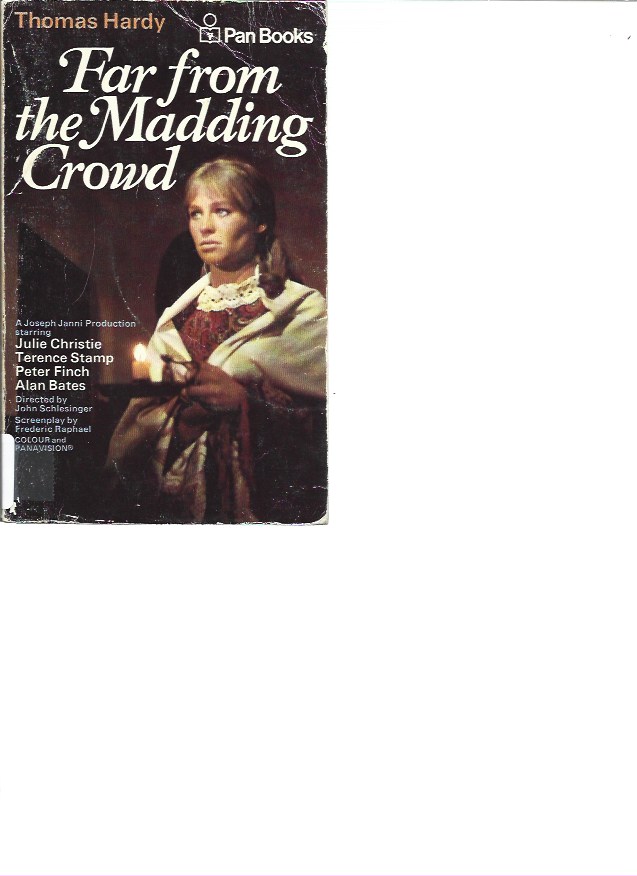 Thomas Hardy
Pan Books
Far from
the Madding
Crowd
A Joseph Janni Production
starring
Julie Christie
Terence Stamp
Peter Finch
Alan Bates
Directed by
John Schlesinger
Screenplay by
Frederic Raphael
COLOUR and
PANAVISION®